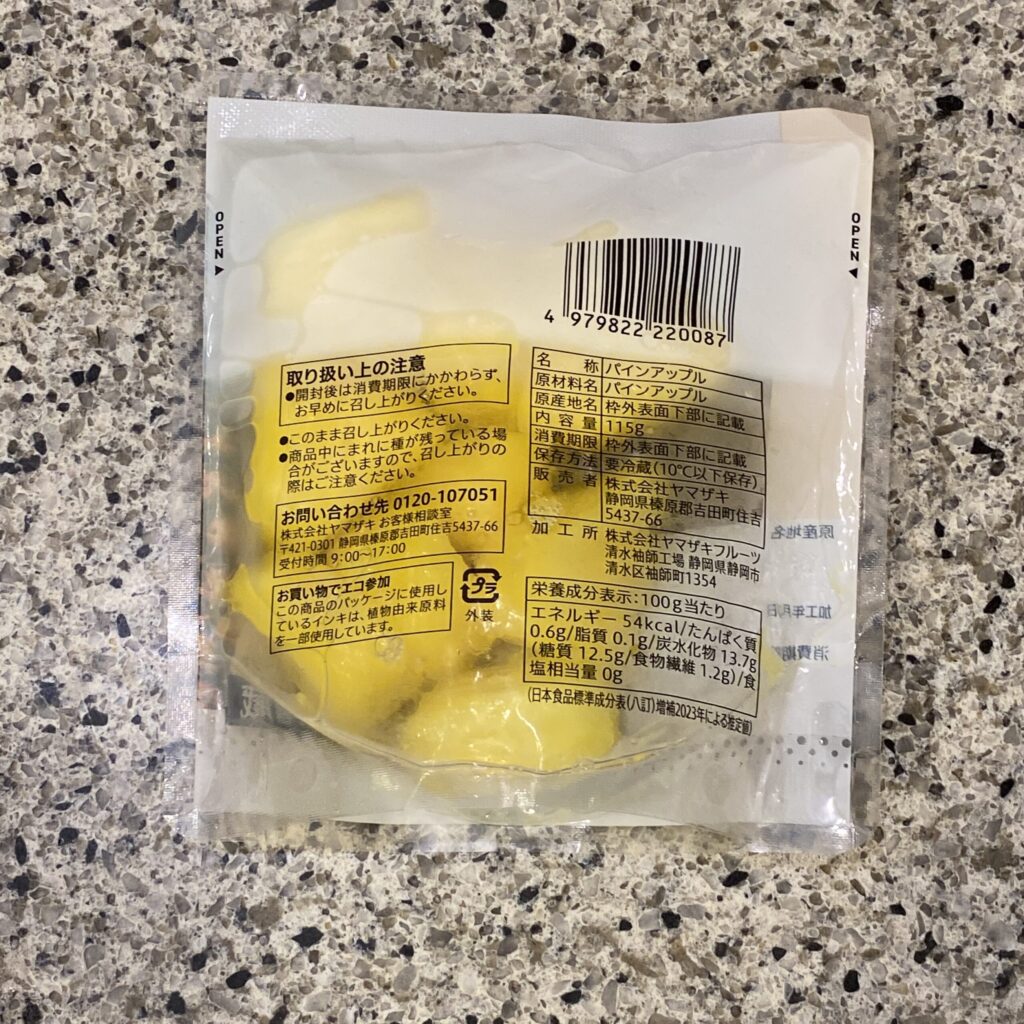 OPEN
OPEN
4 979822 220087
取り扱い上の注意
●開封後は消費期限にかかわらず、
お早めに召し上がりください。
●このまま召し上がりください。
●商品中にまれに種が残っている場
合がございますので、召し上がりの
際はご注意ください。
お問い合わせ先 0120-107051
株式会社ヤマザキ お客様相談室
〒421-0301 静岡県榛原郡吉田町住吉5437-66
受付時間 9:00〜17:00
お買い物でエコ参加
この商品のパッケージに使用し
ているインキは、植物由来原料
を一部使用しています。
プラ
外装
名称 パインアップル
原材料名 パインアップル
原産地名 枠外表面下部に記載
内容量 115g
消費期限 枠外表面下部に記載
保存方法 要冷蔵(10℃以下保存)
販売者 株式会社ヤマザキ
静岡県榛原郡吉田町住吉
5437-66
加工所 株式会社ヤマザキフルーツ
清水袖師工場 静岡県静岡市
清水区袖師町1354
栄養成分表示:100g当たり
エネルギー 54kcal/たんぱく質
0.6g/脂質 0.1g/炭水化物 13.7g
(糖質 12.5g/食物繊維 1.2g)/食
塩相当量 0g
(日本食品標準成分表(八訂)増補2023年による推定値)
原産地名
加工年月日
消費期
蔵